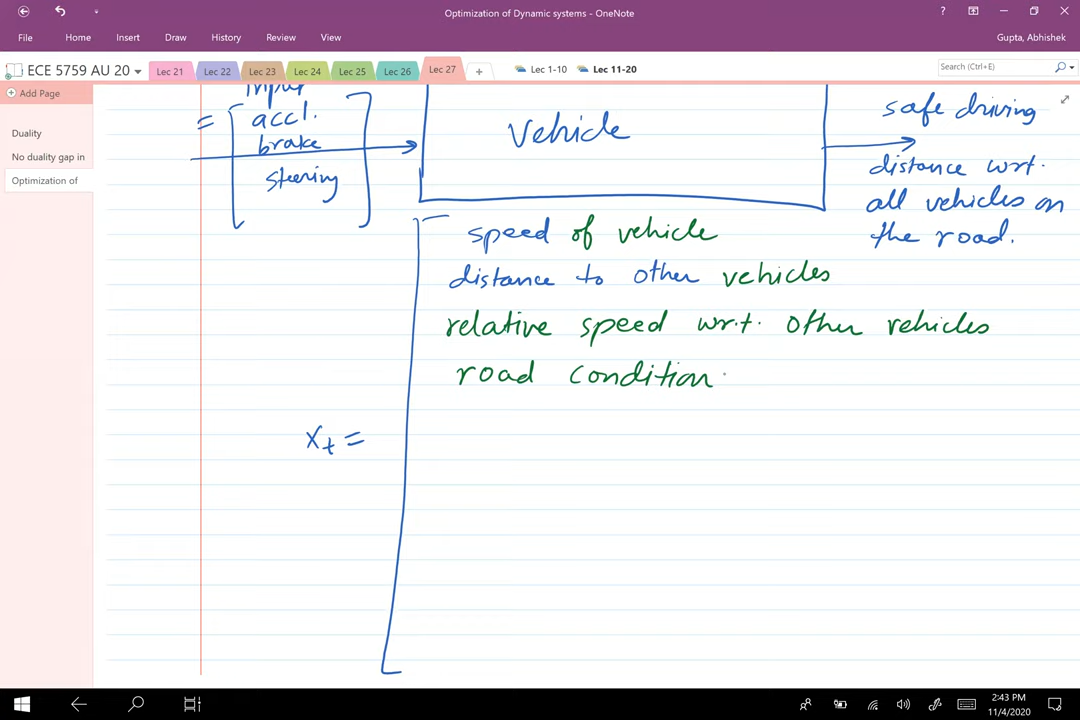 Optimization of Dynamic systems - OneNote
Gupta, Abhishek
File Home Insert Draw History Review View
ECE 5759 AU 20
Lec 21 Lec 22 Lec 23 Lec 24 Lec 25 Lec 26 Lec 27 + Lec 1-10 Lec 11-20
Search (Ctrl+E)
Add Page
Duality
No duality gap in
Optimization of
input
= accl.
brake
steering
Vehicle
safe driving
distance wrt.
all vehicles on
the road.
speed of vehicle
distance to other vehicles
relative speed w.r.t. other vehicles
road condition
xt =
2:43 PM
11/4/2020